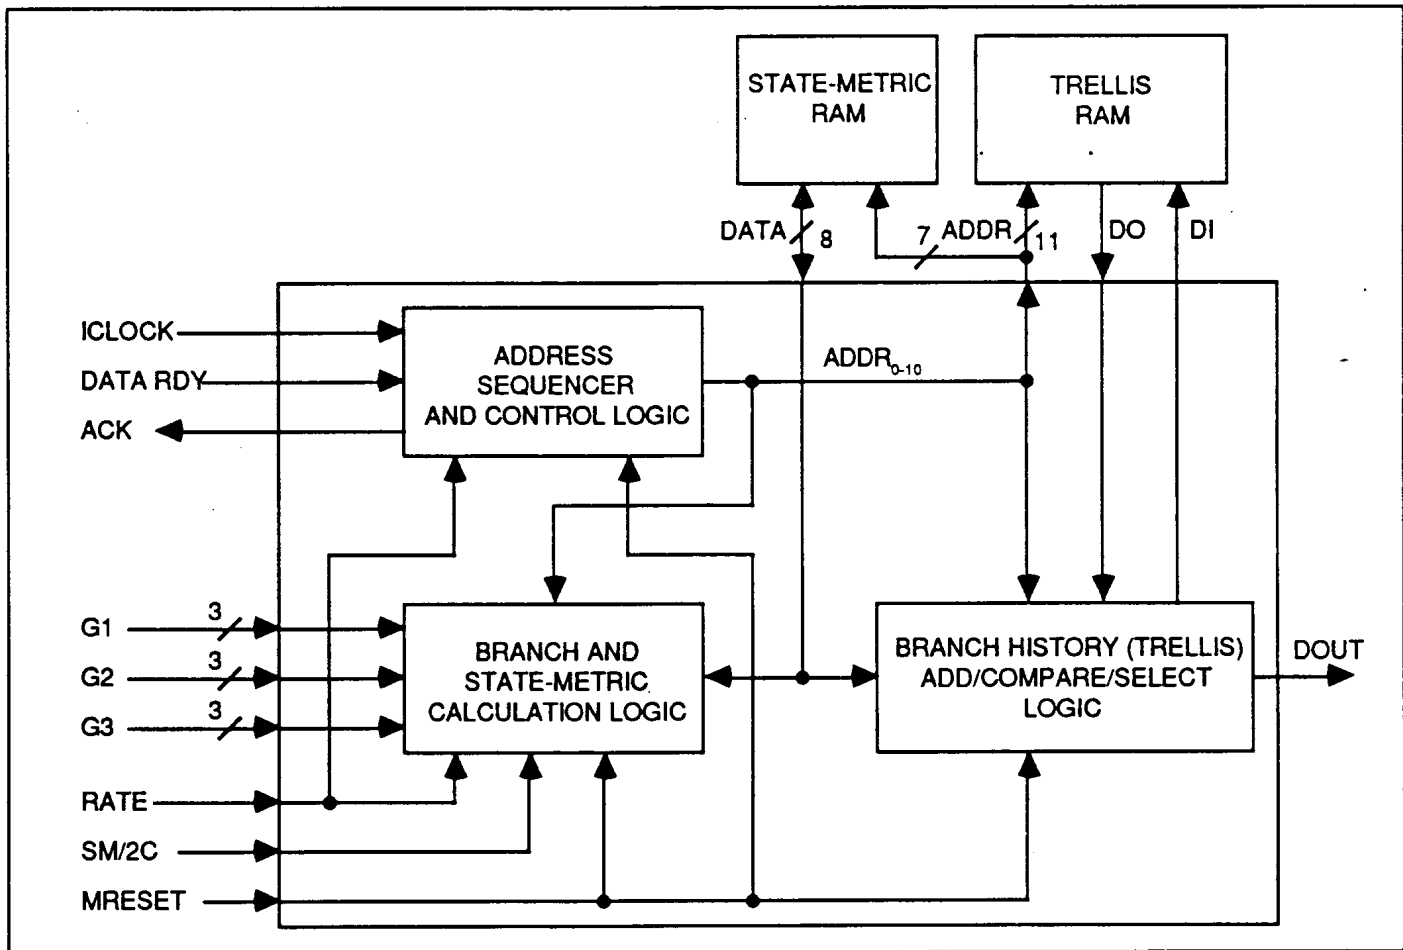 STATE-METRIC
RAM
TRELLIS
RAM
DATA
8
7
ADDR
11
DO
DI
ICLOCK
DATA RDY
ACK
ADDRESS
SEQUENCER
AND CONTROL LOGIC
ADDR0-10
G1
3
G2
3
G3
3
BRANCH AND
STATE-METRIC
CALCULATION LOGIC
BRANCH HISTORY (TRELLIS)
ADD/COMPARE/SELECT
LOGIC
DOUT
RATE
SM/2C
MRESET